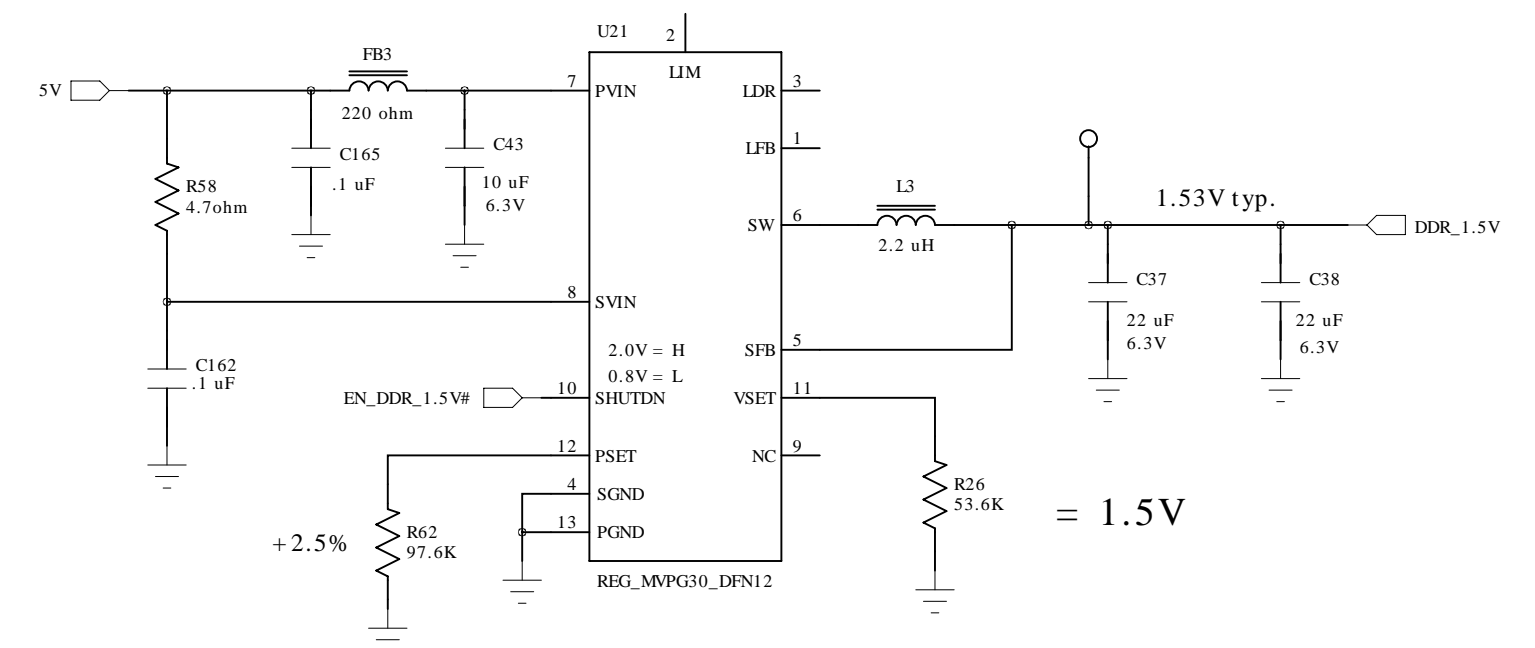 U21
2
LIM
FB3
5V
220 ohm
7
PVIN
LDR
3
C165
.1 uF
C43
10 uF
6.3V
LFB
1
R58
4.7ohm
L3
2.2 uH
SW
6
1.53V typ.
DDR_1.5V
8
SVIN
C37
22 uF
6.3V
C38
22 uF
6.3V
C162
.1 uF
2.0V = H
0.8V = L
SFB
5
EN_DDR_1.5V#
10
SHUTDN
VSET
11
12
PSET
NC
9
4
SGND
R26
53.6K
= 1.5V
13
PGND
+2.5%
R62
97.6K
REG_MVPG30_DFN12